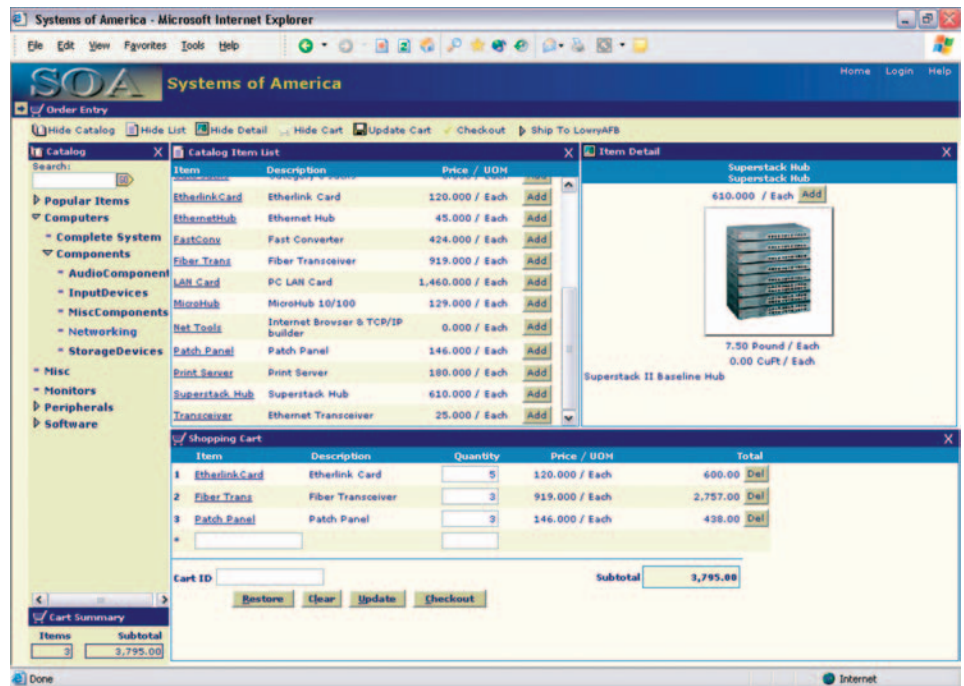 Systems of America - Microsoft Internet Explorer
File Edit View Favorites Tools Help
SOA Systems of America
Home Login Help
Order Entry
Hide Catalog Hide List Hide Detail Hide Cart Update Cart Checkout Ship To LowryAFB
Catalog X
Search:
Popular Items
Computers
Complete System
Components
AudioComponent
InputDevices
MiscComponents
Networking
StorageDevices
Misc
Monitors
Peripherals
Software
Cart Summary
Items Subtotal
3 3,795.00
Catalog Item List X
Item Description Price / UOM
EtherlinkCard Etherlink Card 120.000 / Each Add
EthernetHub Ethernet Hub 45.000 / Each Add
FastConv Fast Converter 424.000 / Each Add
Fiber Trans Fiber Transceiver 919.000 / Each Add
LAN Card PC LAN Card 1,460.000 / Each Add
MicroHub MicroHub 10/100 129.000 / Each Add
Net Tools Internet Browser & TCP/IP builder 0.000 / Each Add
Patch Panel Patch Panel 146.000 / Each Add
Print Server Print Server 180.000 / Each Add
Superstack Hub Superstack Hub 610.000 / Each Add
Transceiver Ethernet Transceiver 25.000 / Each Add
Item Detail X
Superstack Hub
Superstack Hub
610.000 / Each Add
7.50 Pound / Each
0.00 CuFt / Each
Superstack II Baseline Hub
Shopping Cart X
Item Description Quantity Price / UOM Total
1 EtherlinkCard Etherlink Card 5 120.000 / Each 600.00 Del
2 Fiber Trans Fiber Transceiver 3 919.000 / Each 2,757.00 Del
3 Patch Panel Patch Panel 3 146.000 / Each 438.00 Del
*
Cart ID Subtotal 3,795.00
Restore Clear Update Checkout
Done Internet